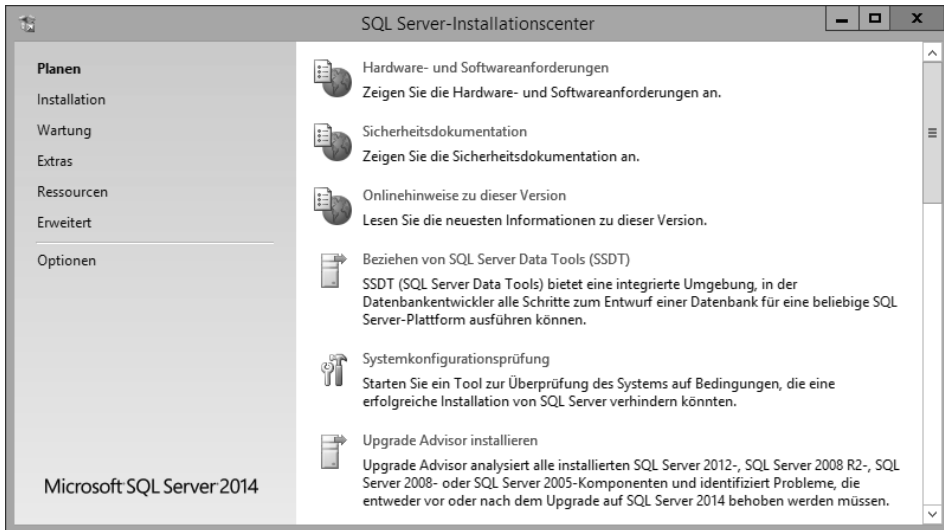 SQL Server-Installationscenter
Planen
Installation
Wartung
Extras
Ressourcen
Erweitert
Optionen
Microsoft SQL Server 2014
Hardware- und Softwareanforderungen
Zeigen Sie die Hardware- und Softwareanforderungen an.
Sicherheitsdokumentation
Zeigen Sie die Sicherheitsdokumentation an.
Onlinehinweise zu dieser Version
Lesen Sie die neuesten Informationen zu dieser Version.
Beziehen von SQL Server Data Tools (SSDT)
SSDT (SQL Server Data Tools) bietet eine integrierte Umgebung, in der
Datenbankentwickler alle Schritte zum Entwurf einer Datenbank für eine beliebige SQL
Server-Plattform ausführen können.
Systemkonfigurationsprüfung
Starten Sie ein Tool zur Überprüfung des Systems auf Bedingungen, die eine
erfolgreiche Installation von SQL Server verhindern könnten.
Upgrade Advisor installieren
Upgrade Advisor analysiert alle installierten SQL Server 2012-, SQL Server 2008 R2-, SQL
Server 2008- oder SQL Server 2005-Komponenten und identifiziert Probleme, die
entweder vor oder nach dem Upgrade auf SQL Server 2014 behoben werden müssen.